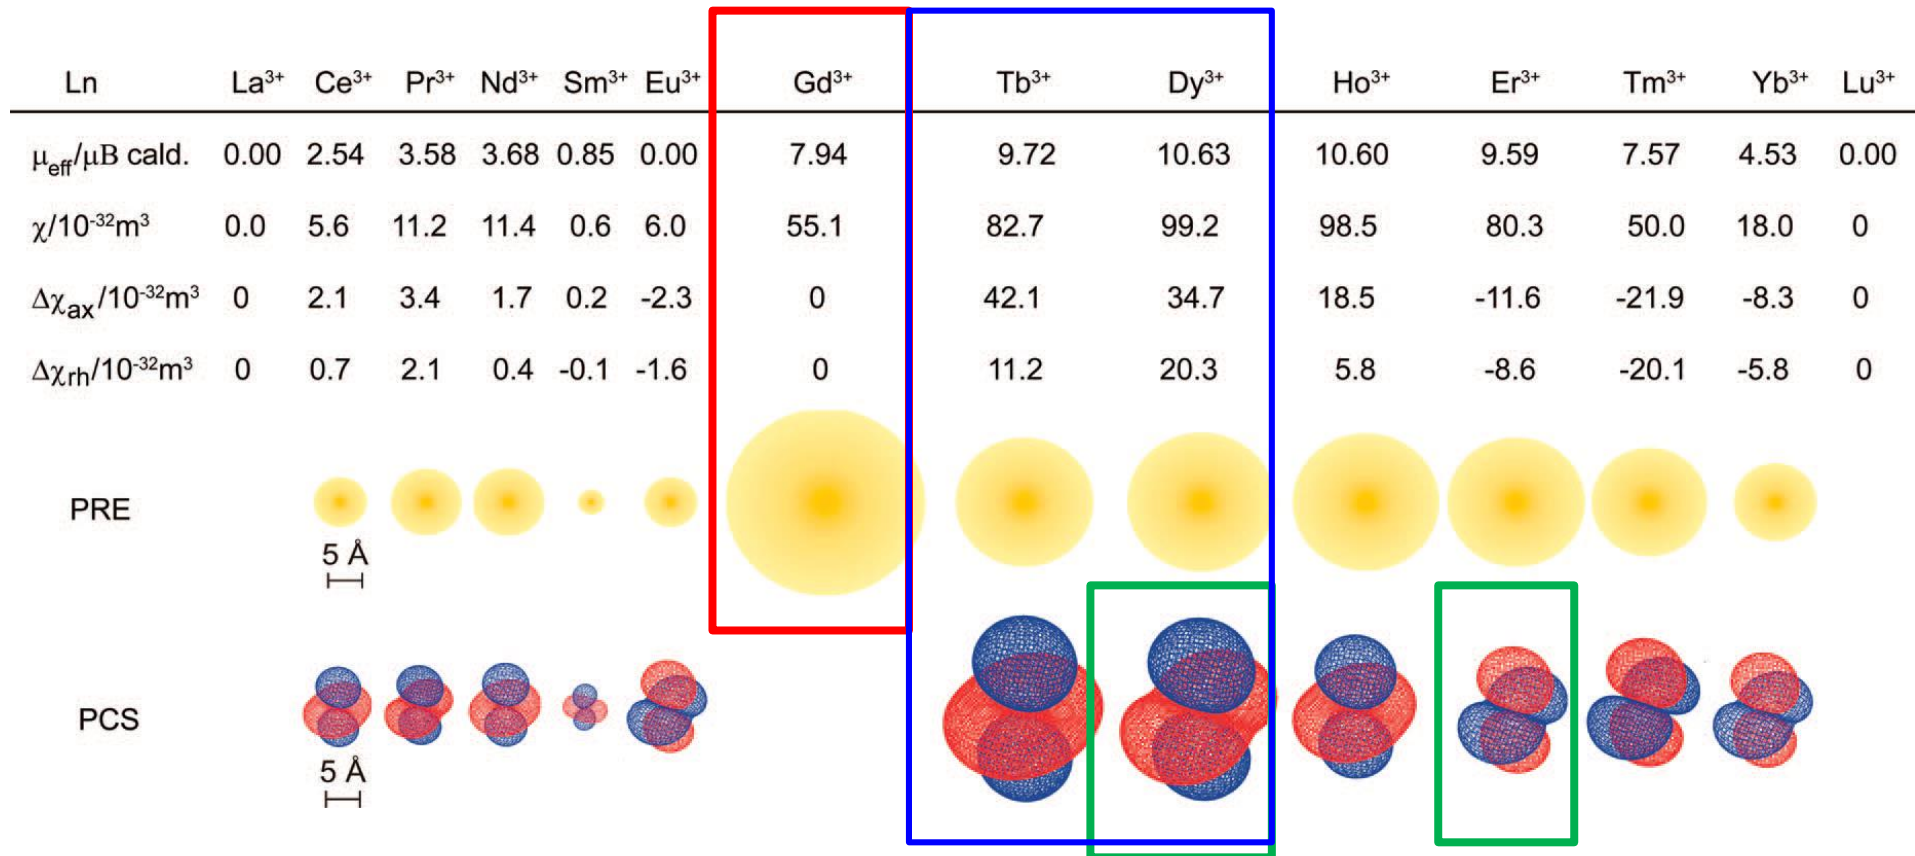 Ln La³⁺ Ce³⁺ Pr³⁺ Nd³⁺ Sm³⁺ Eu³⁺ Gd³⁺ Tb³⁺ Dy³⁺ Ho³⁺ Er³⁺ Tm³⁺ Yb³⁺ Lu³⁺
μeff/μB cald. 0.00 2.54 3.58 3.68 0.85 0.00 7.94 9.72 10.63 10.60 9.59 7.57 4.53 0.00
χ/10⁻³²m³ 0.0 5.6 11.2 11.4 0.6 6.0 55.1 82.7 99.2 98.5 80.3 50.0 18.0 0
Δχax/10⁻³²m³ 0 2.1 3.4 1.7 0.2 -2.3 0 42.1 34.7 18.5 -11.6 -21.9 -8.3 0
Δχrh/10⁻³²m³ 0 0.7 2.1 0.4 -0.1 -1.6 0 11.2 20.3 5.8 -8.6 -20.1 -5.8 0
PRE
5 Å
PCS
5 Å